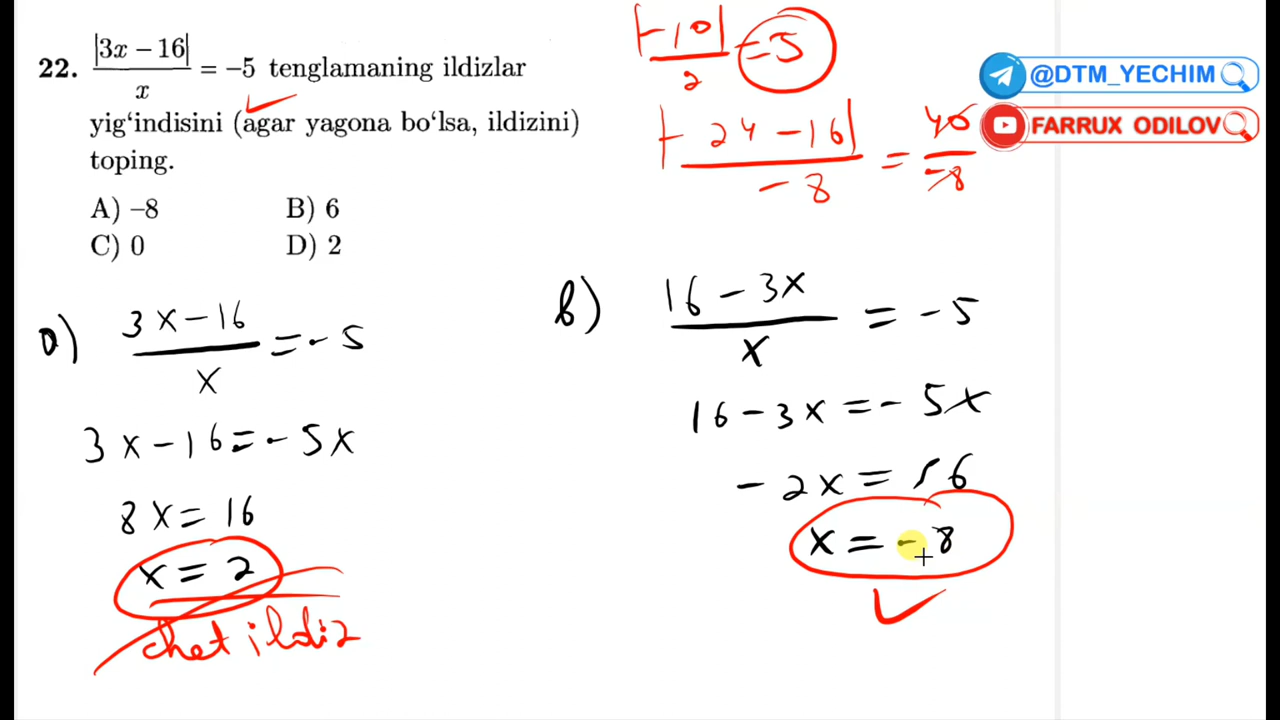 22. |3x – 16| / x = –5 tenglamaning ildizlar
yig‘indisini (agar yagona bo‘lsa, ildizini)
toping.
A) –8 B) 6
C) 0 D) 2
|-10| / 2 = 5
|-24-16| / -8 = 40 / -8
@DTM_YECHIM
FARRUX ODILOV
a) 3x-16 / x = -5
3x-16=-5x
8x=16
x=2
chet ildiz
b) 16-3x / x = -5
16-3x=-5x
-2x=16
x=-8